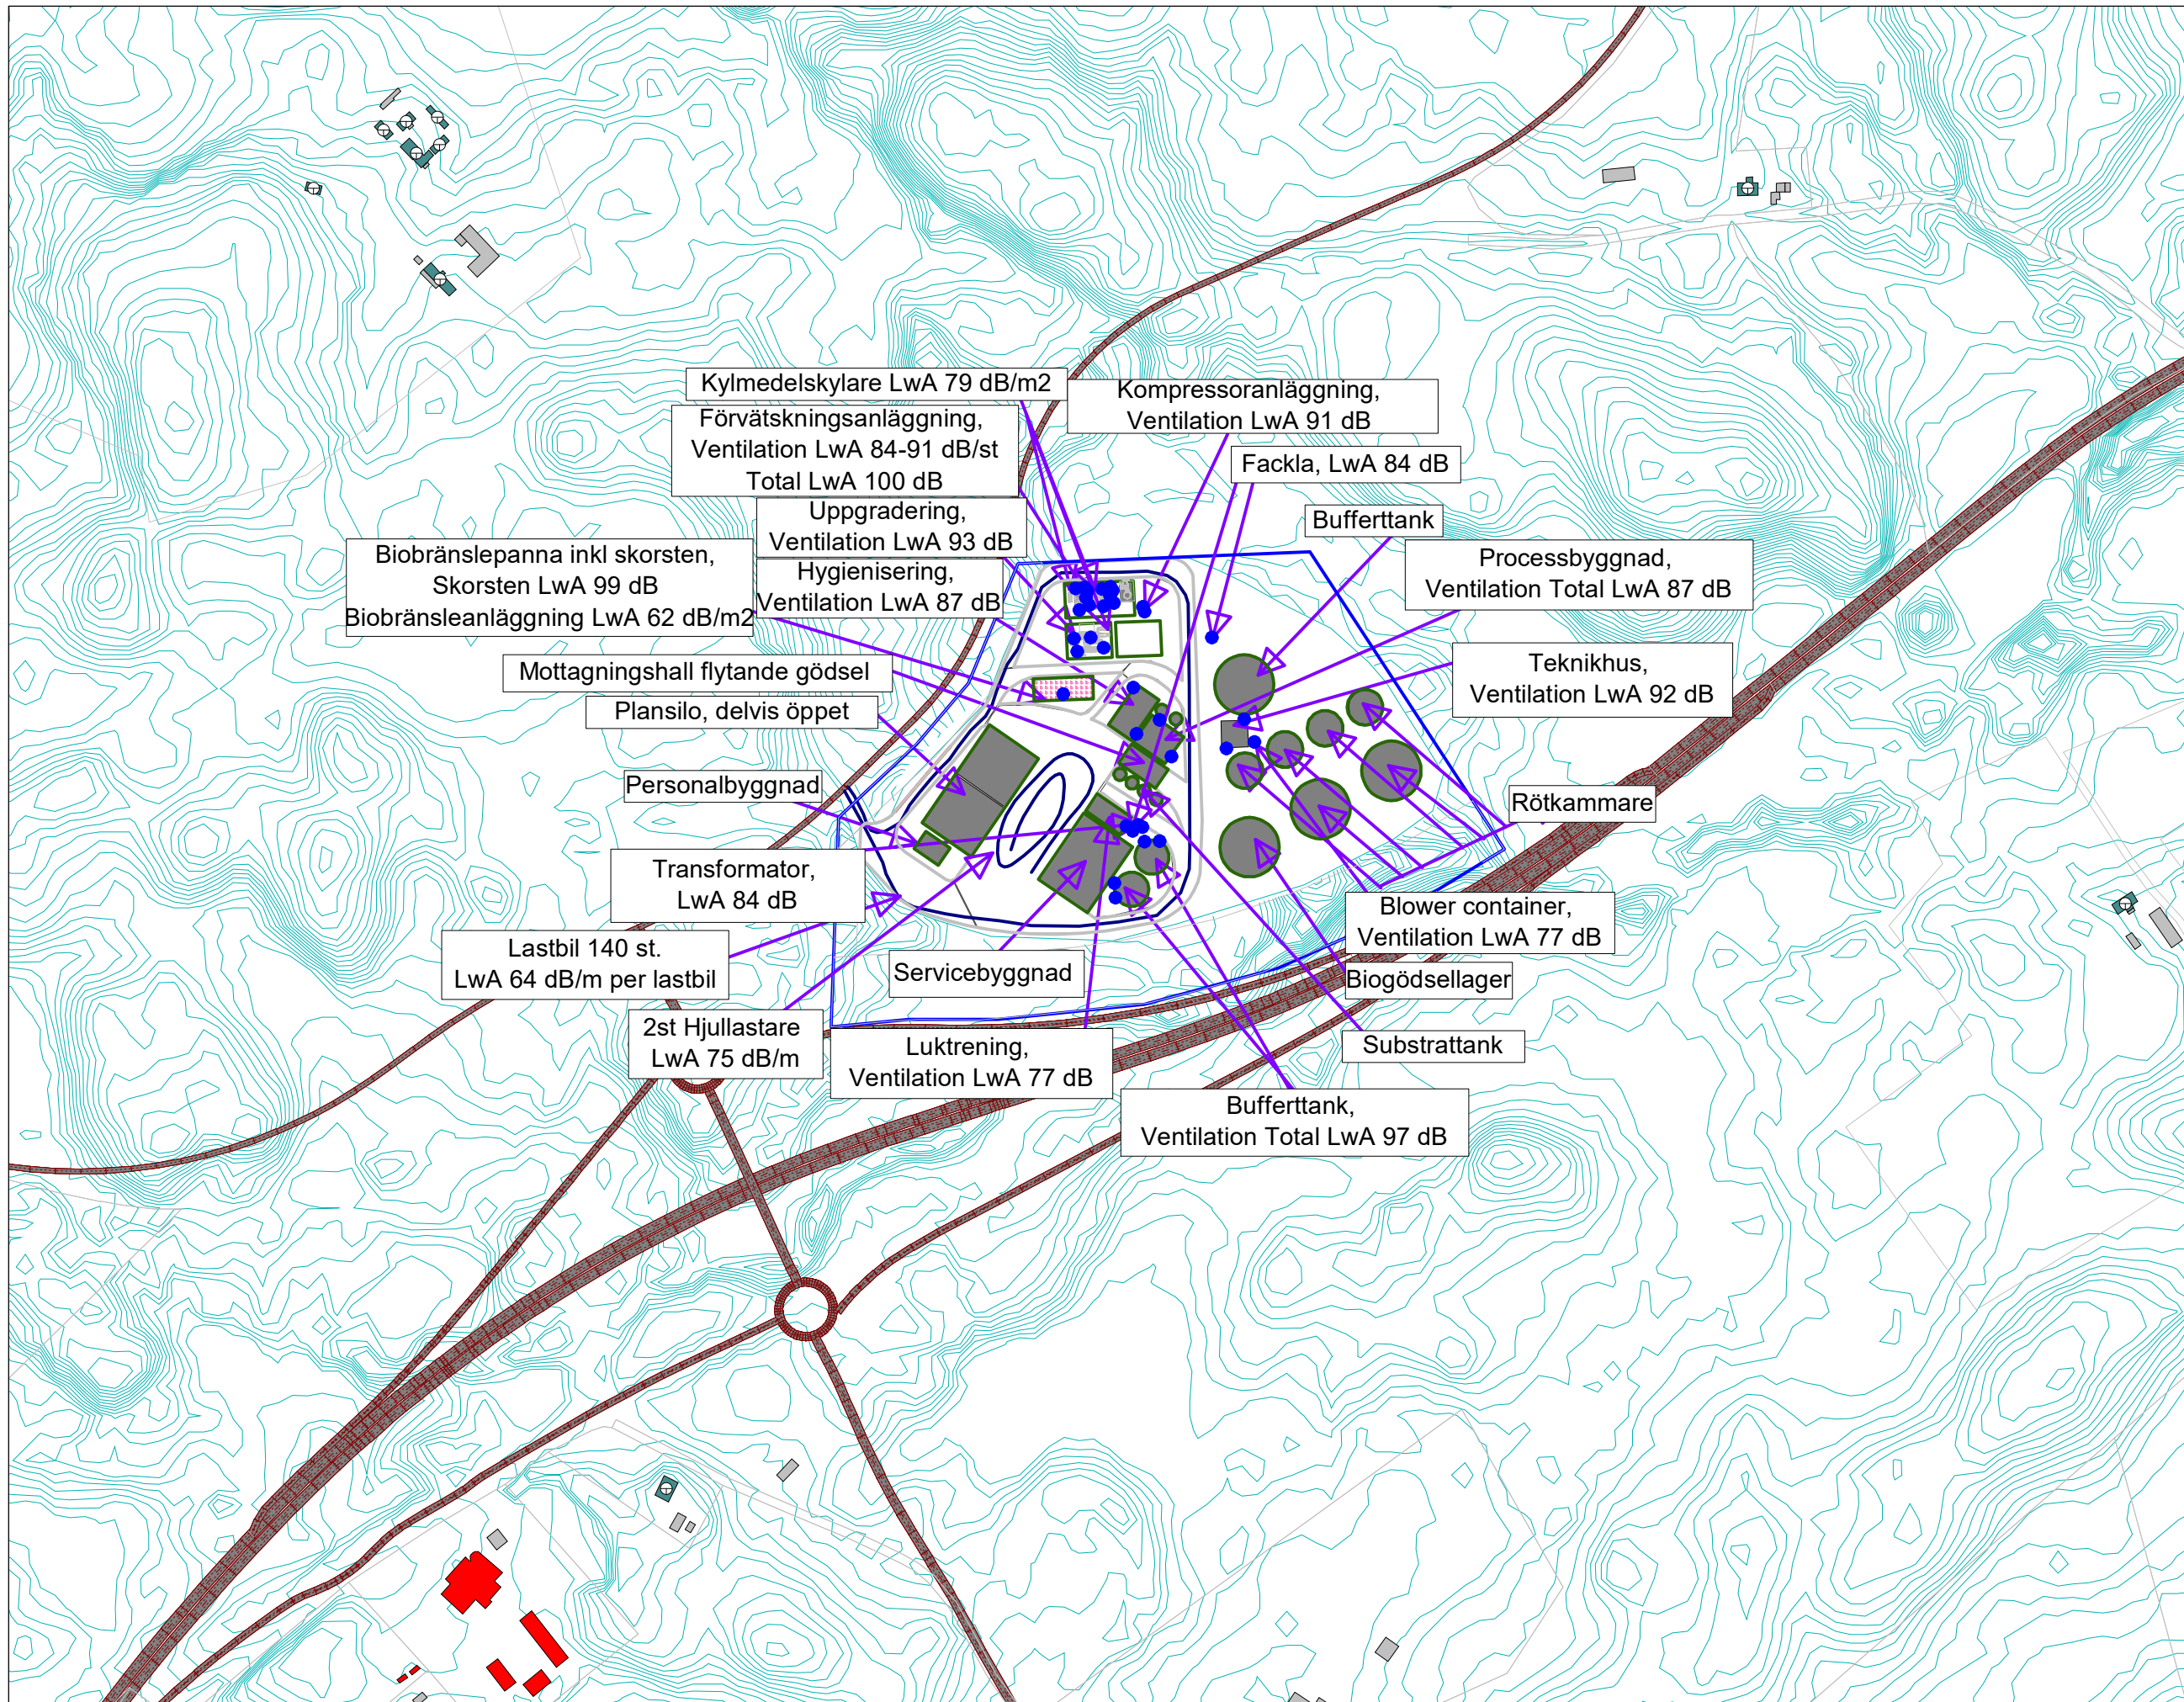 Kylmedelskylare LwA 79 dB/m2
Kompressoranläggning,
Ventilation LwA 91 dB
Förvätskningsanläggning,
Ventilation LwA 84-91 dB/st
Total LwA 100 dB
Fackla, LwA 84 dB
Uppgradering,
Ventilation LwA 93 dB
Bufferttank
Biobränslepanna inkl skorsten,
Skorsten LwA 99 dB
Biobränsleanläggning LwA 62 dB/m2
Hygienisering,
Ventilation LwA 87 dB
Processbyggnad,
Ventilation Total LwA 87 dB
Mottagningshall flytande gödsel
Teknikhus,
Ventilation LwA 92 dB
Plansilo, delvis öppet
Personalbyggnad
Rötkammare
Transformator,
LwA 84 dB
Blower container,
Ventilation LwA 77 dB
Lastbil 140 st.
LwA 64 dB/m per lastbil
Servicebyggnad
Biogödsellager
2st Hjullastare
LwA 75 dB/m
Luktrening,
Ventilation LwA 77 dB
Substrattank
Bufferttank,
Ventilation Total LwA 97 dB